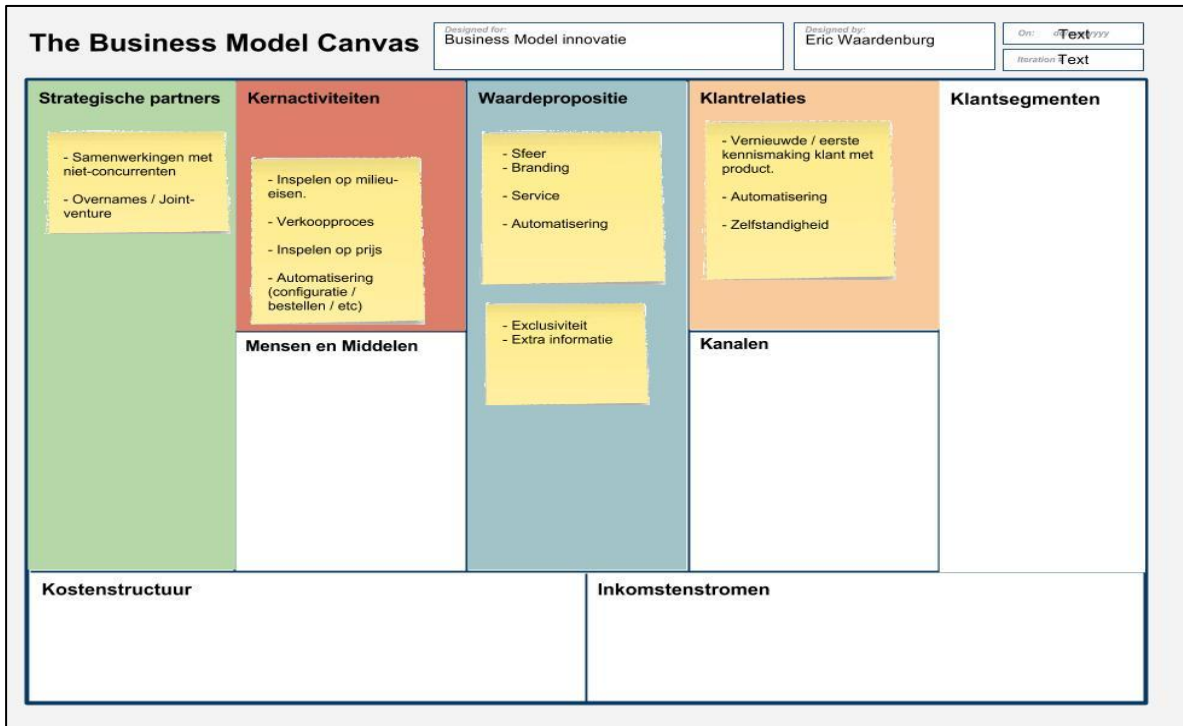 The Business Model Canvas
Designed for:
Business Model innovatie
Designed by:
Eric Waardenburg
On:
Text
yyyy
Iteration #
Text
Strategische partners
- Samenwerkingen met
niet-concurrenten
- Overnames / Joint-
venture
Kernactiviteiten
- Inspelen op milieu-
eisen.
- Verkoopproces
- Inspelen op prijs
- Automatisering
(configuratie /
bestellen / etc)
Mensen en Middelen
Waardepropositie
- Sfeer
- Branding
- Service
- Automatisering
- Exclusiviteit
- Extra informatie
Klantrelaties
- Vernieuwde / eerste
kennismaking klant met
product.
- Automatisering
- Zelfstandigheid
Kanalen
Klantsegmenten
Kostenstructuur
Inkomstenstromen